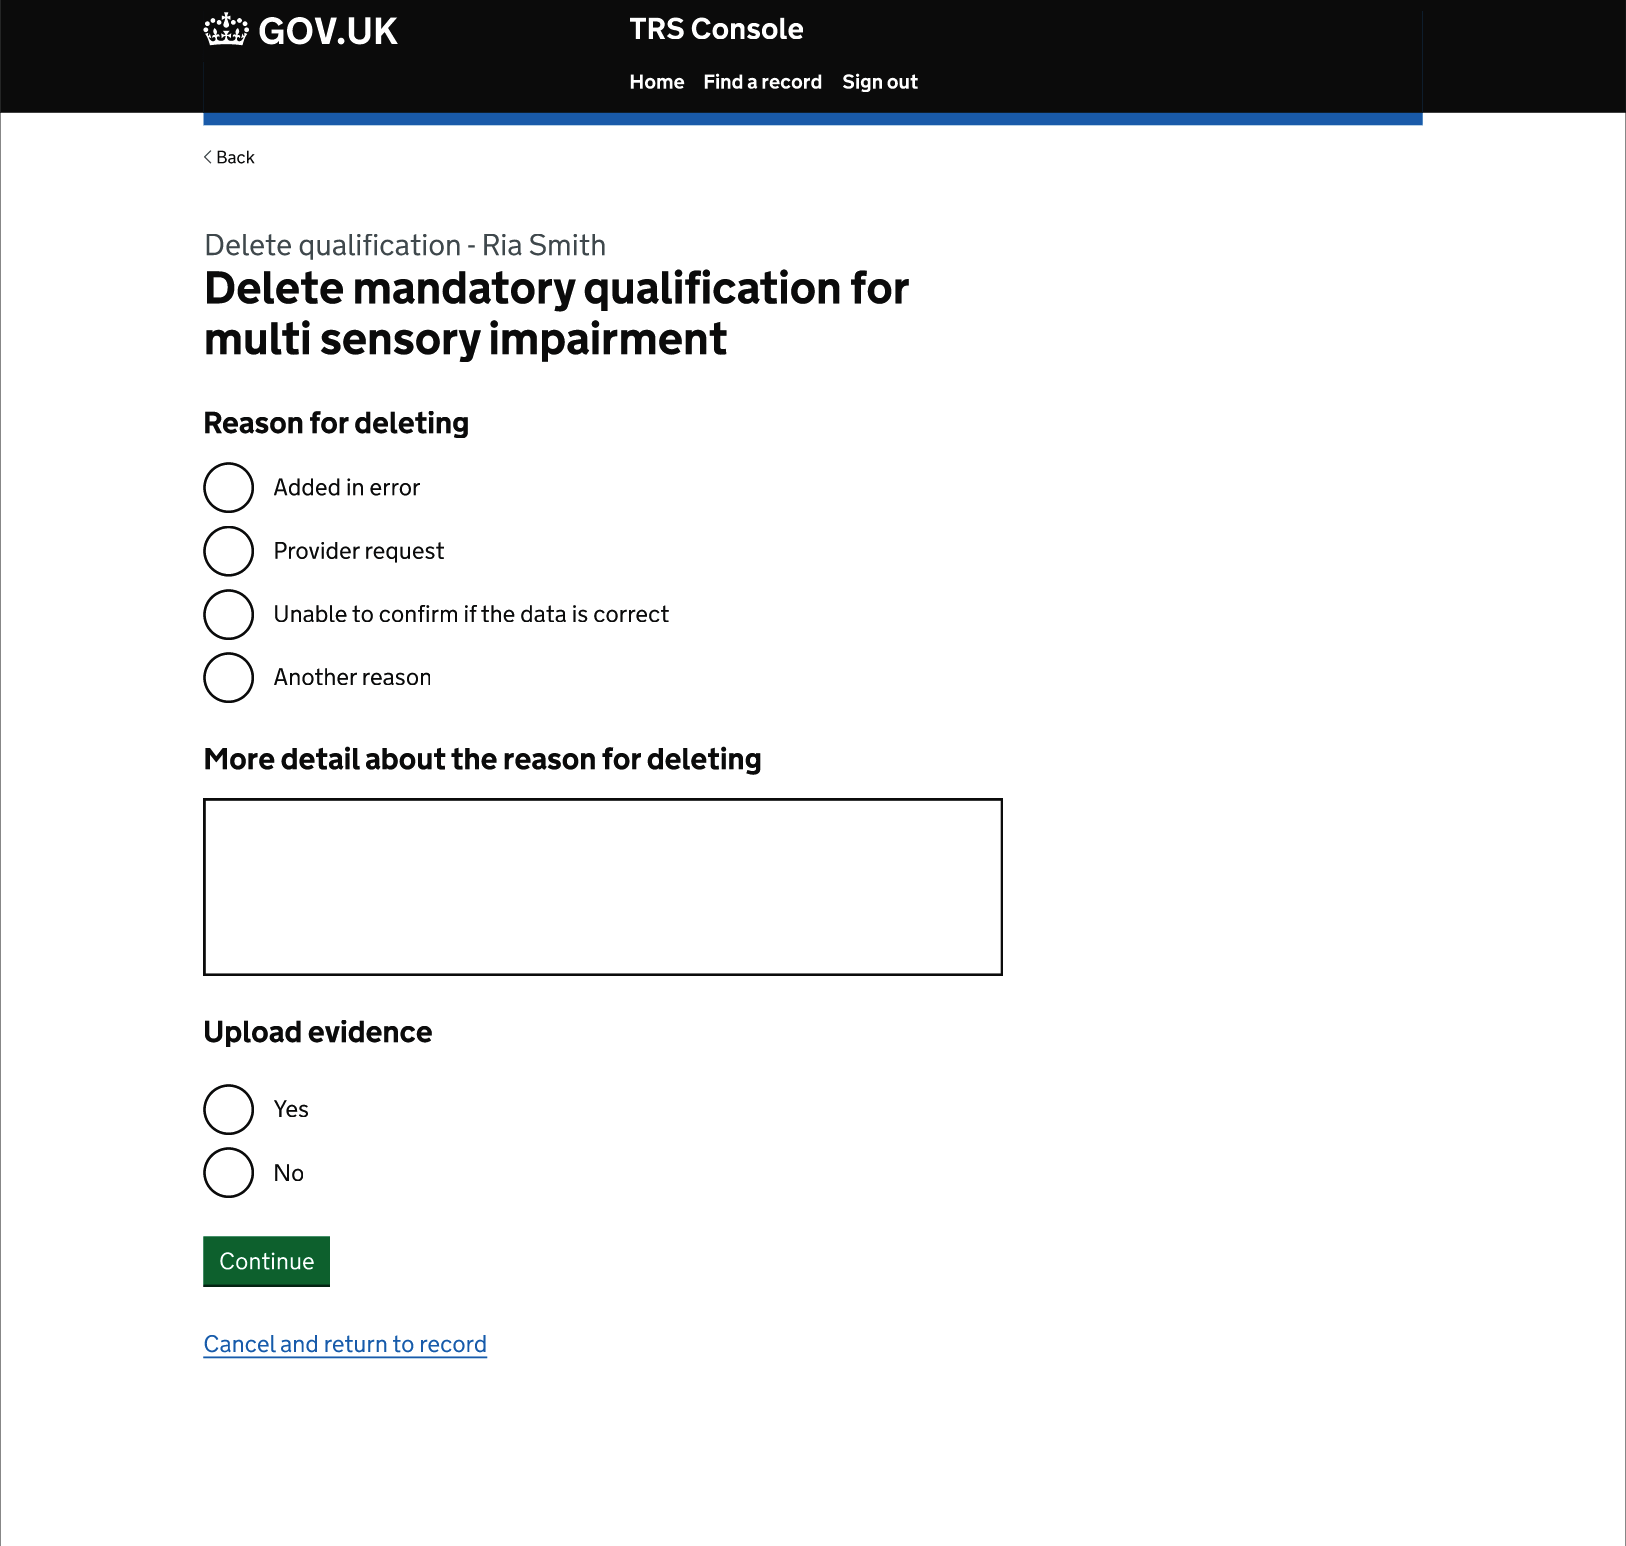 GOV.UK
TRS Console
Home Find a record Sign out
Back
Delete qualification - Ria Smith
Delete mandatory qualification for
multi sensory impairment
Reason for deleting
Added in error
Provider request
Unable to confirm if the data is correct
Another reason
More detail about the reason for deleting
Upload evidence
Yes
No
Continue
Cancel and return to record